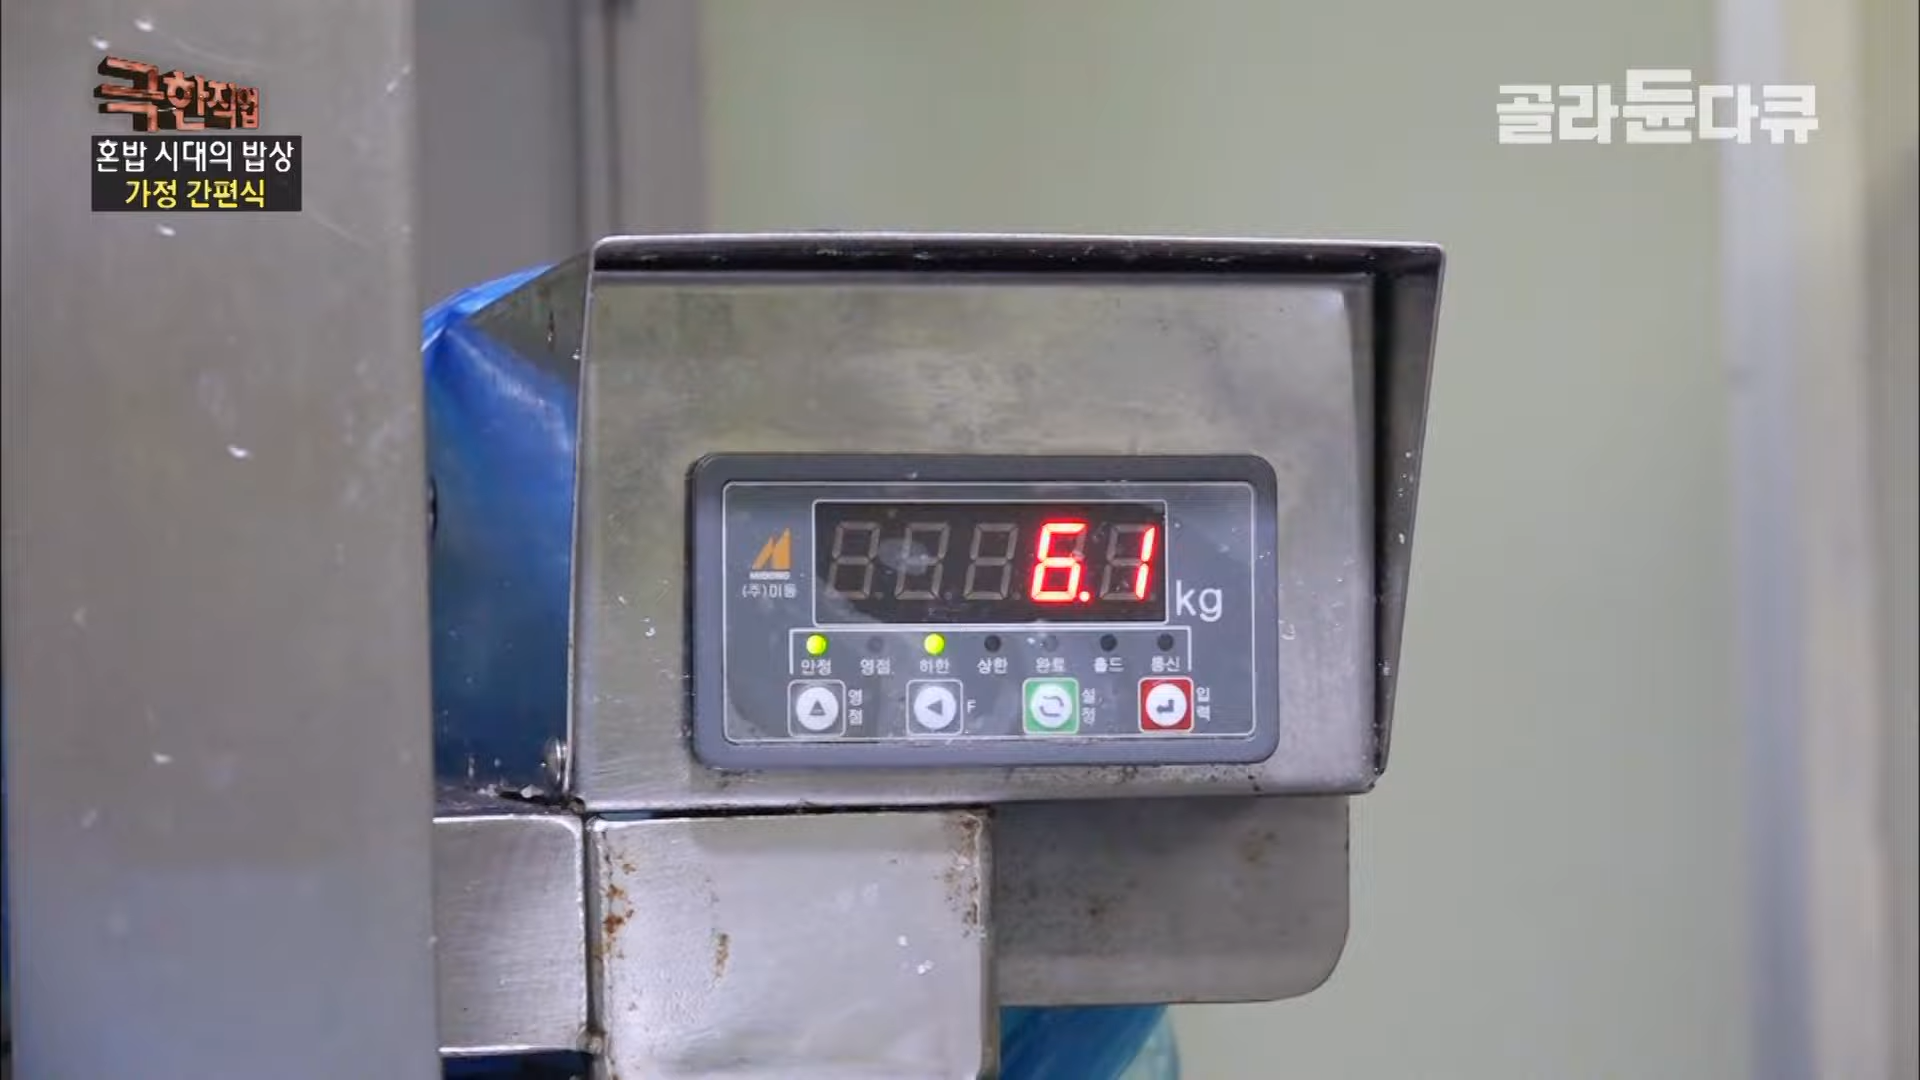 극한직업
혼밥 시대의 밥상
가정 간편식
골라듄다큐
6.1
kg
MIDONG
(주)미동
안정 영점 하한 상한 완료 홀드 통신
영점 F 설정 입력